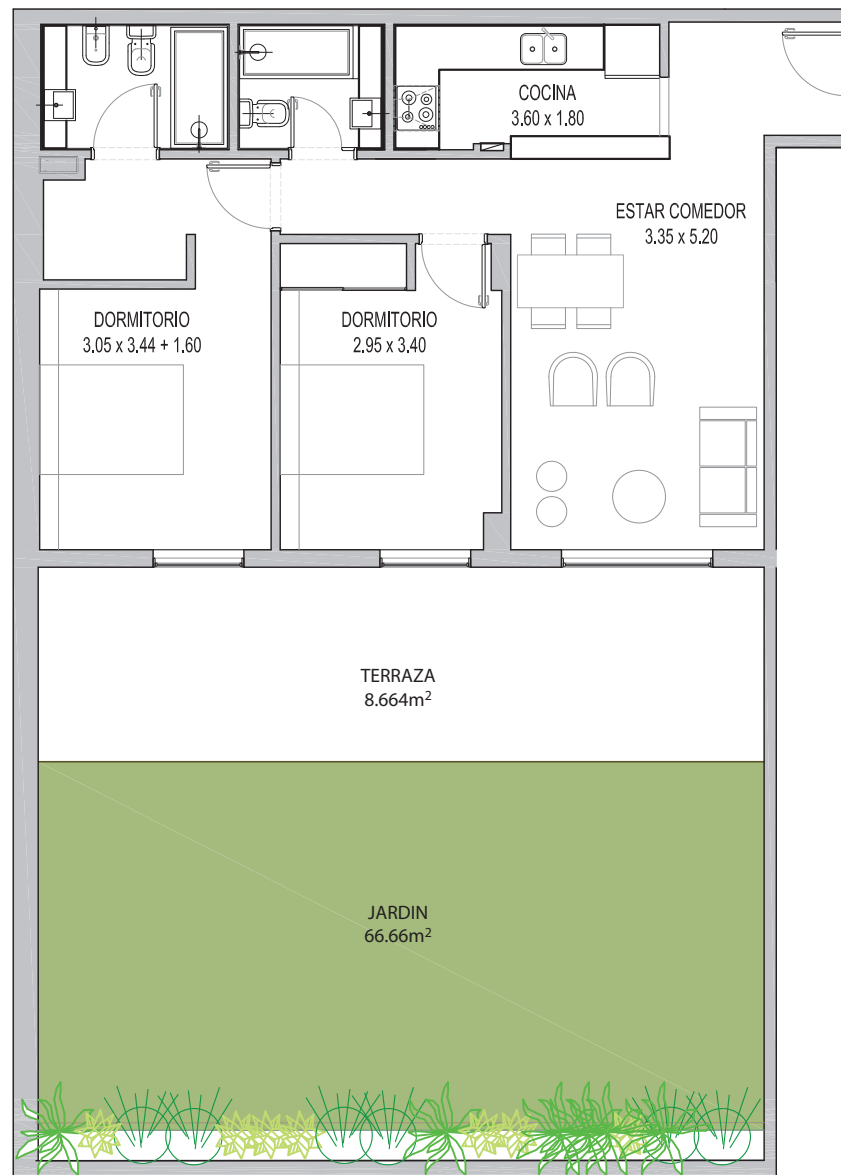 COCINA
3.60 x 1.80
ESTAR COMEDOR
3.35 x 5.20
DORMITORIO
3.05 x 3.44 + 1.60
DORMITORIO
2.95 x 3.40
TERRAZA
8.664m²
JARDIN
66.66m²